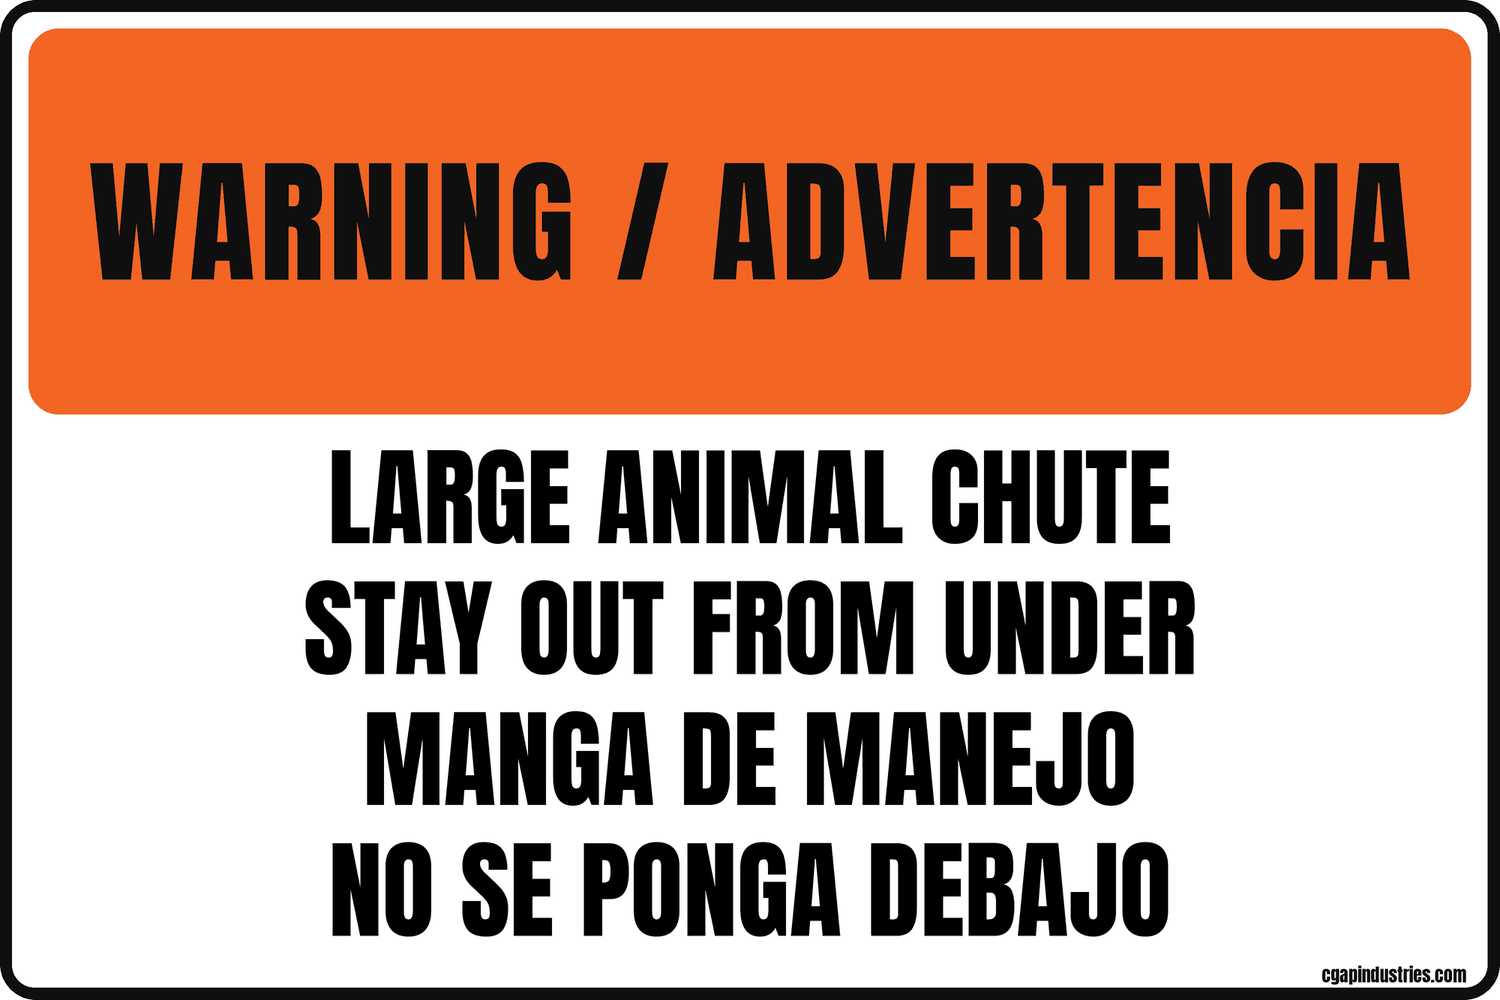 WARNING / ADVERTENCIA
LARGE ANIMAL CHUTE
STAY OUT FROM UNDER
MANGA DE MANEJO
NO SE PONGA DEBAJO
cgapindustries.com